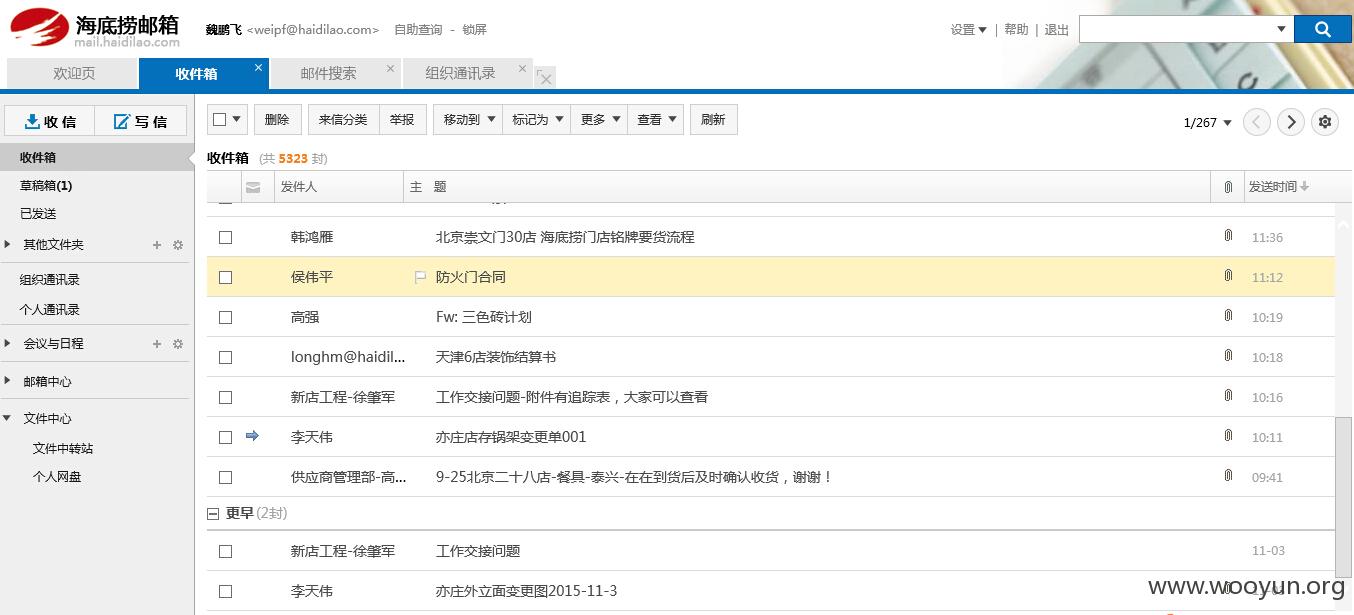 海底捞邮箱
mail.haidilao.com
魏鹏飞 <weipf@haidilao.com> 自助查询 - 锁屏
设置 | 帮助 | 退出
欢迎页 收件箱 × 邮件搜索 × 组织通讯录 ×
收信 写信
收件箱
草稿箱(1)
已发送
其他文件夹
组织通讯录
个人通讯录
会议与日程
邮箱中心
文件中心
文件中转站
个人网盘
删除 来信分类 举报 移动到 标记为 更多 查看 刷新
1/267
收件箱 (共 5323 封)
发件人 主 题 发送时间
韩鸿雁 北京崇文门30店 海底捞门店铭牌要货流程 11:36
侯伟平 防火门合同 11:12
高强 Fw: 三色砖计划 10:19
longhm@haidil... 天津6店装饰结算书 10:18
新店工程-徐肇军 工作交接问题-附件有追踪表，大家可以查看 10:16
李天伟 亦庄店存锅架变更单001 10:11
供应商管理部-高... 9-25北京二十八店-餐具-泰兴-在在到货后及时确认收货，谢谢！ 09:41
更早 (2封)
新店工程-徐肇军 工作交接问题 11-03
李天伟 亦庄外立面变更图2015-11-3
www.wooyun.org